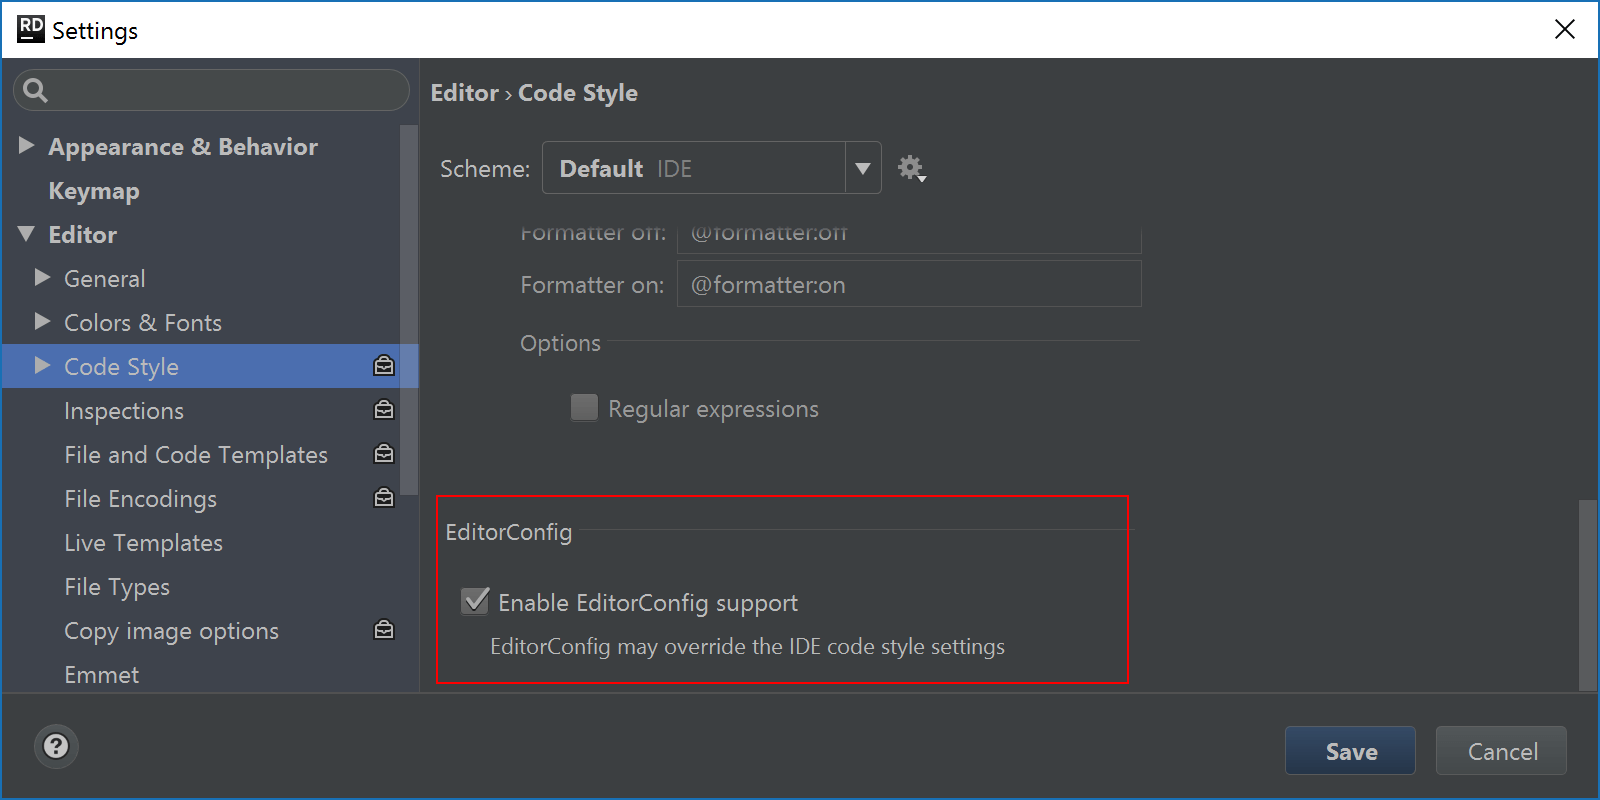 RD Settings
Editor › Code Style
Appearance & Behavior
Keymap
Editor
General
Colors & Fonts
Code Style
Inspections
File and Code Templates
File Encodings
Live Templates
File Types
Copy image options
Emmet
Scheme: Default IDE
Formatter off: @formatter:off
Formatter on: @formatter:on
Options
Regular expressions
EditorConfig
Enable EditorConfig support
EditorConfig may override the IDE code style settings
?
Save Cancel